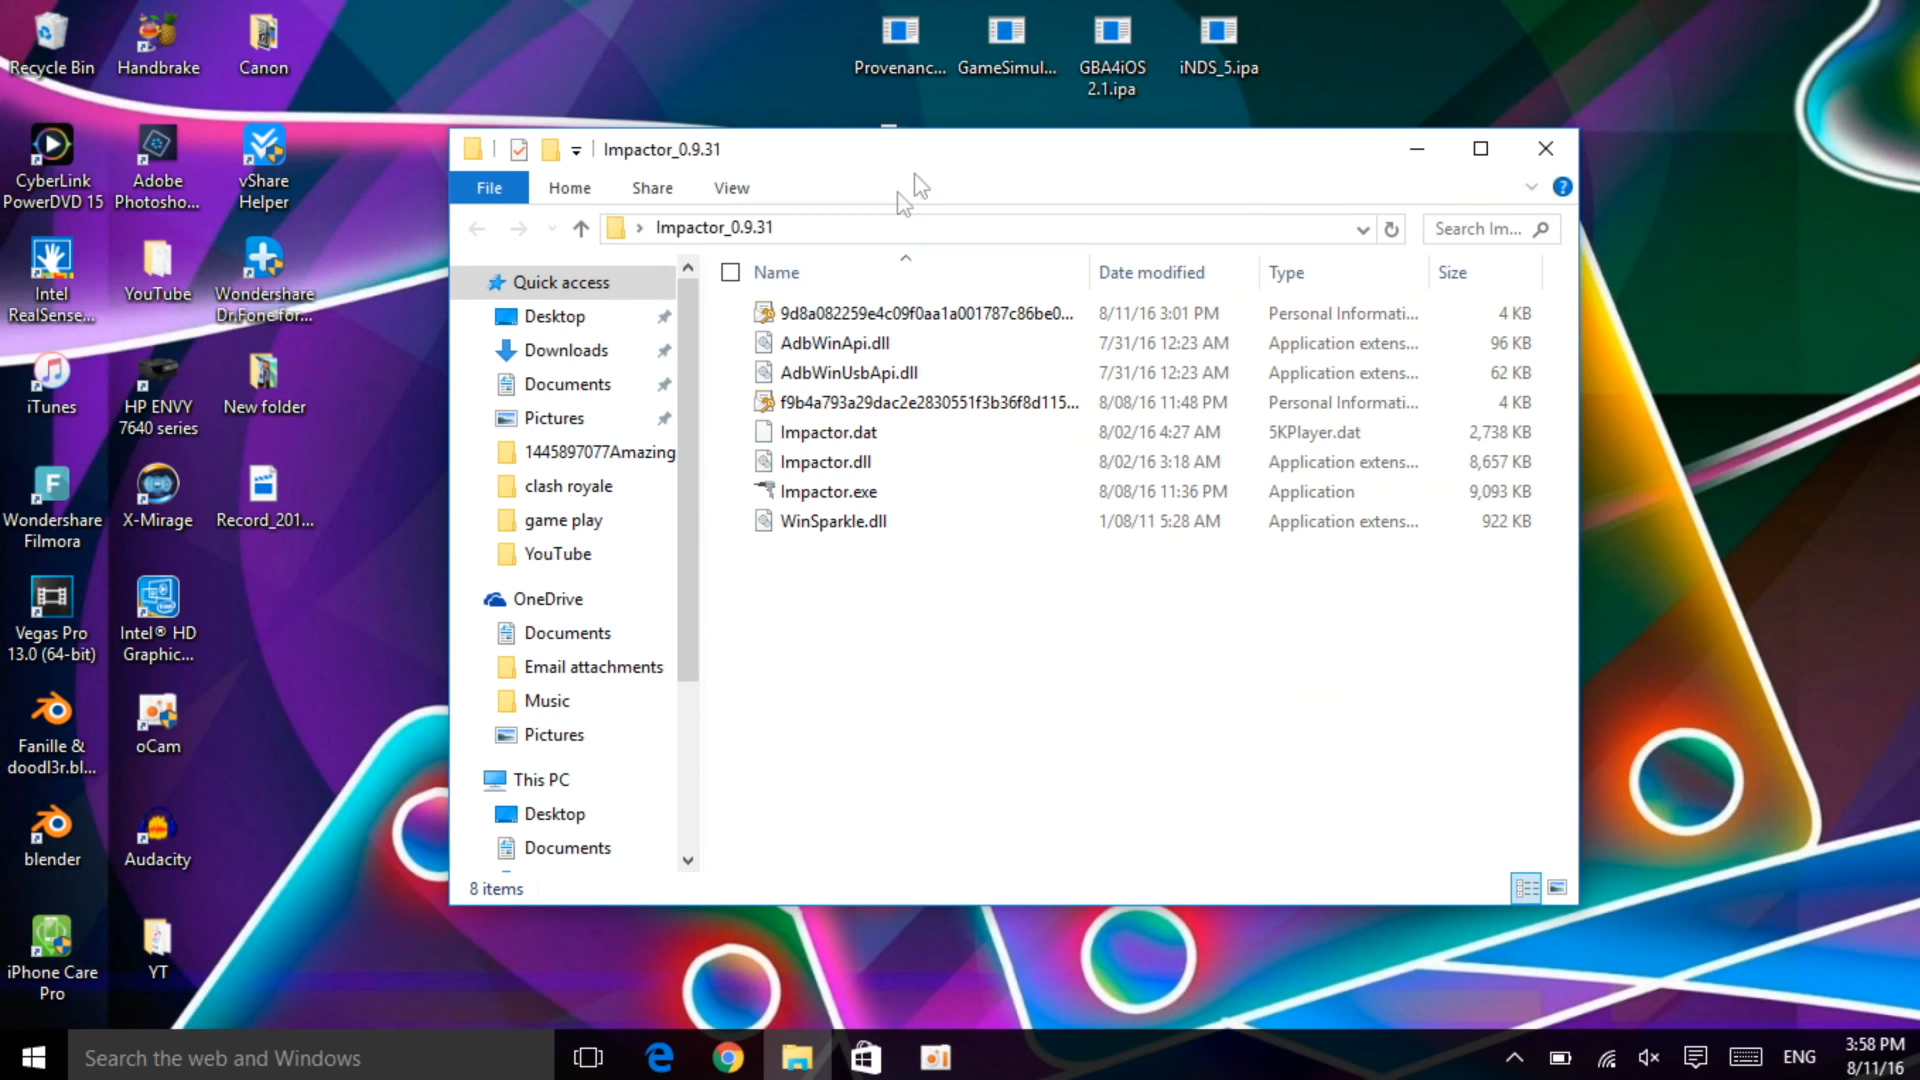 Recycle Bin
Handbrake
Canon
Provenanc...
GameSimul...
GBA4iOS
2.1.ipa
iNDS_5.ipa
CyberLink
PowerDVD 15
Adobe
Photosho...
vShare
Helper
Intel
RealSense...
YouTube
Wondershare
Dr.Fone for...
iTunes
HP ENVY
7640 series
New folder
Wondershare
Filmora
X-Mirage
Record_201...
Vegas Pro
13.0 (64-bit)
Intel® HD
Graphic...
Fanille &
doodl3r.bl...
oCam
blender
Audacity
iPhone Care
Pro
YT
Impactor_0.9.31
File Home Share View
Impactor_0.9.31
Search Im...
Quick access
Desktop
Downloads
Documents
Pictures
1445897077Amazing
clash royale
game play
YouTube
OneDrive
Documents
Email attachments
Music
Pictures
This PC
Desktop
Documents
Name Date modified Type Size
9d8a082259e4c09f0aa1a001787c86be0... 8/11/16 3:01 PM Personal Informati... 4 KB
AdbWinApi.dll 7/31/16 12:23 AM Application extens... 96 KB
AdbWinUsbApi.dll 7/31/16 12:23 AM Application extens... 62 KB
f9b4a793a29dac2e2830551f3b36f8d115... 8/08/16 11:48 PM Personal Informati... 4 KB
Impactor.dat 8/02/16 4:27 AM 5KPlayer.dat 2,738 KB
Impactor.dll 8/02/16 3:18 AM Application extens... 8,657 KB
Impactor.exe 8/08/16 11:36 PM Application 9,093 KB
WinSparkle.dll 1/08/11 5:28 AM Application extens... 922 KB
8 items
Search the web and Windows
ENG
3:58 PM
8/11/16